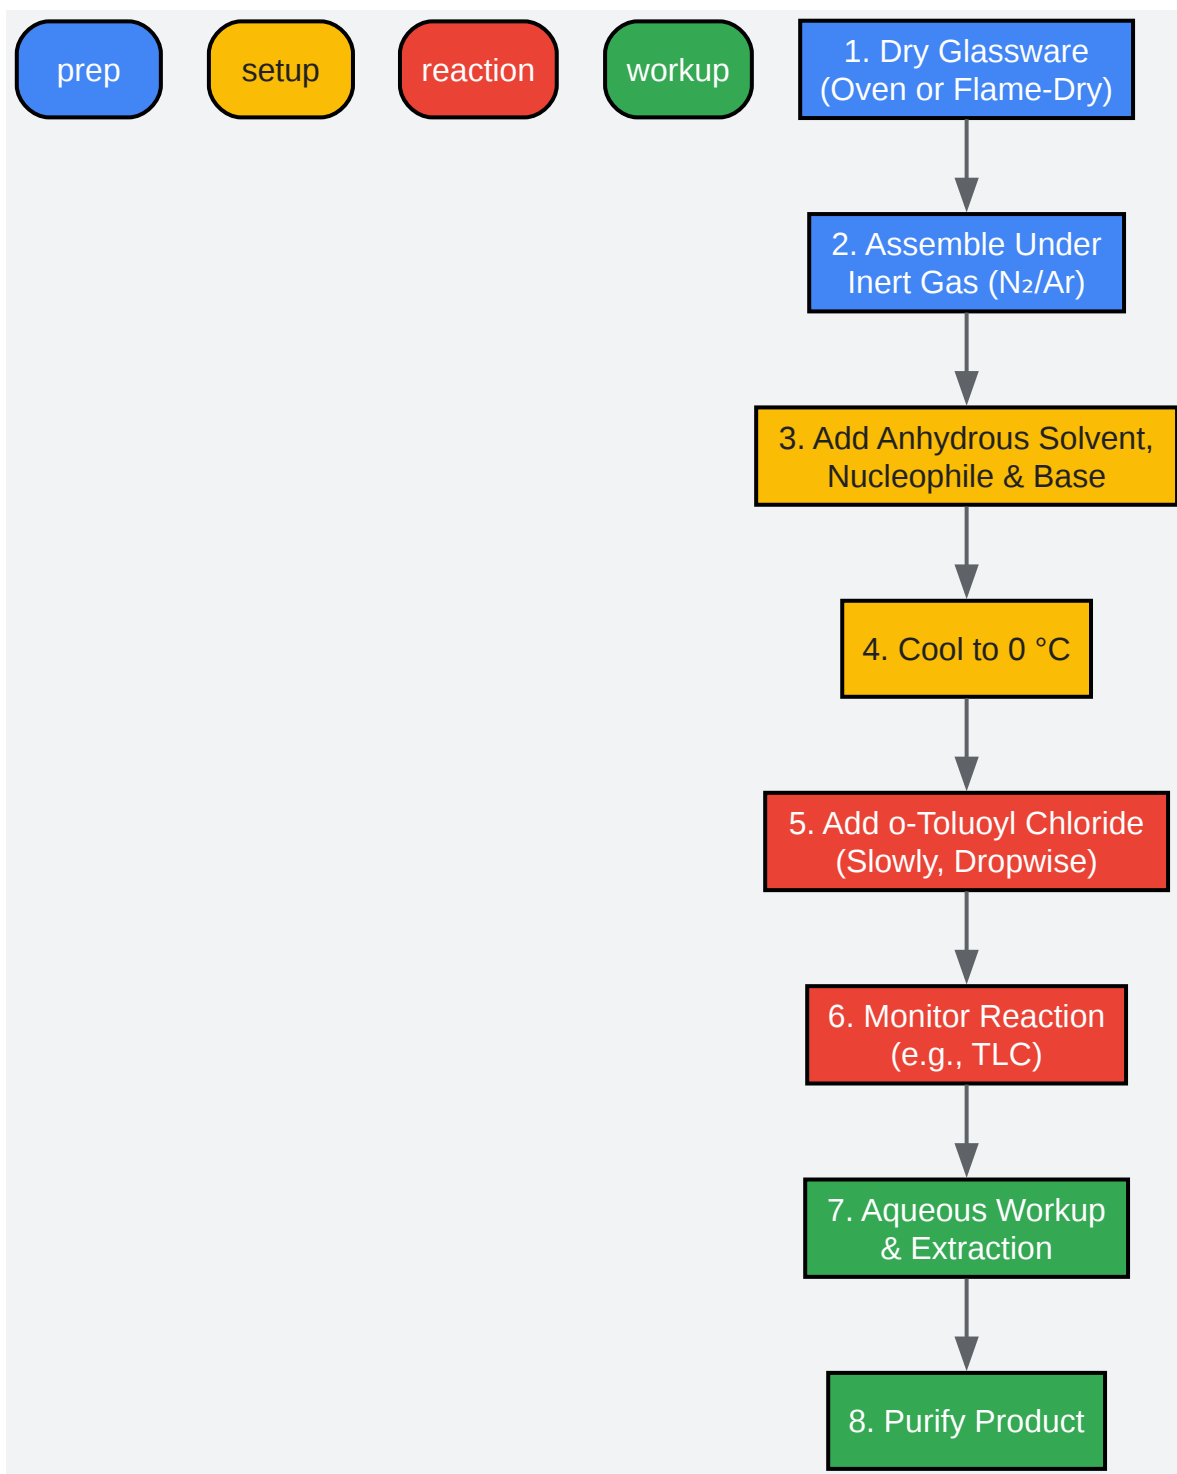 prep
setup
reaction
workup
1. Dry Glassware
(Oven or Flame-Dry)
2. Assemble Under
Inert Gas (N₂/Ar)
3. Add Anhydrous Solvent,
Nucleophile & Base
4. Cool to 0 °C
5. Add o-Toluoyl Chloride
(Slowly, Dropwise)
6. Monitor Reaction
(e.g., TLC)
7. Aqueous Workup
& Extraction
8. Purify Product